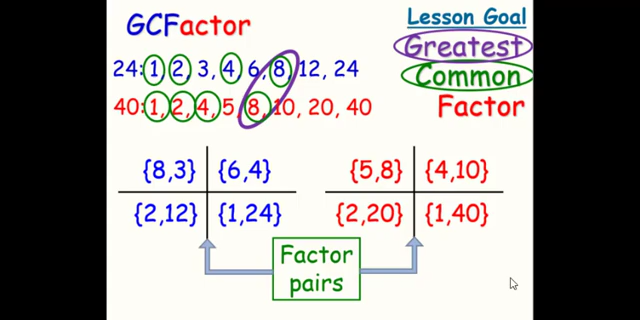 GCFactor
Lesson Goal
Greatest
Common
Factor
24: 1, 2, 3, 4, 6, 8, 12, 24
40: 1, 2, 4, 5, 8, 10, 20, 40
{8,3} {6,4}
{2,12} {1,24}
{5,8} {4,10}
{2,20} {1,40}
Factor
pairs